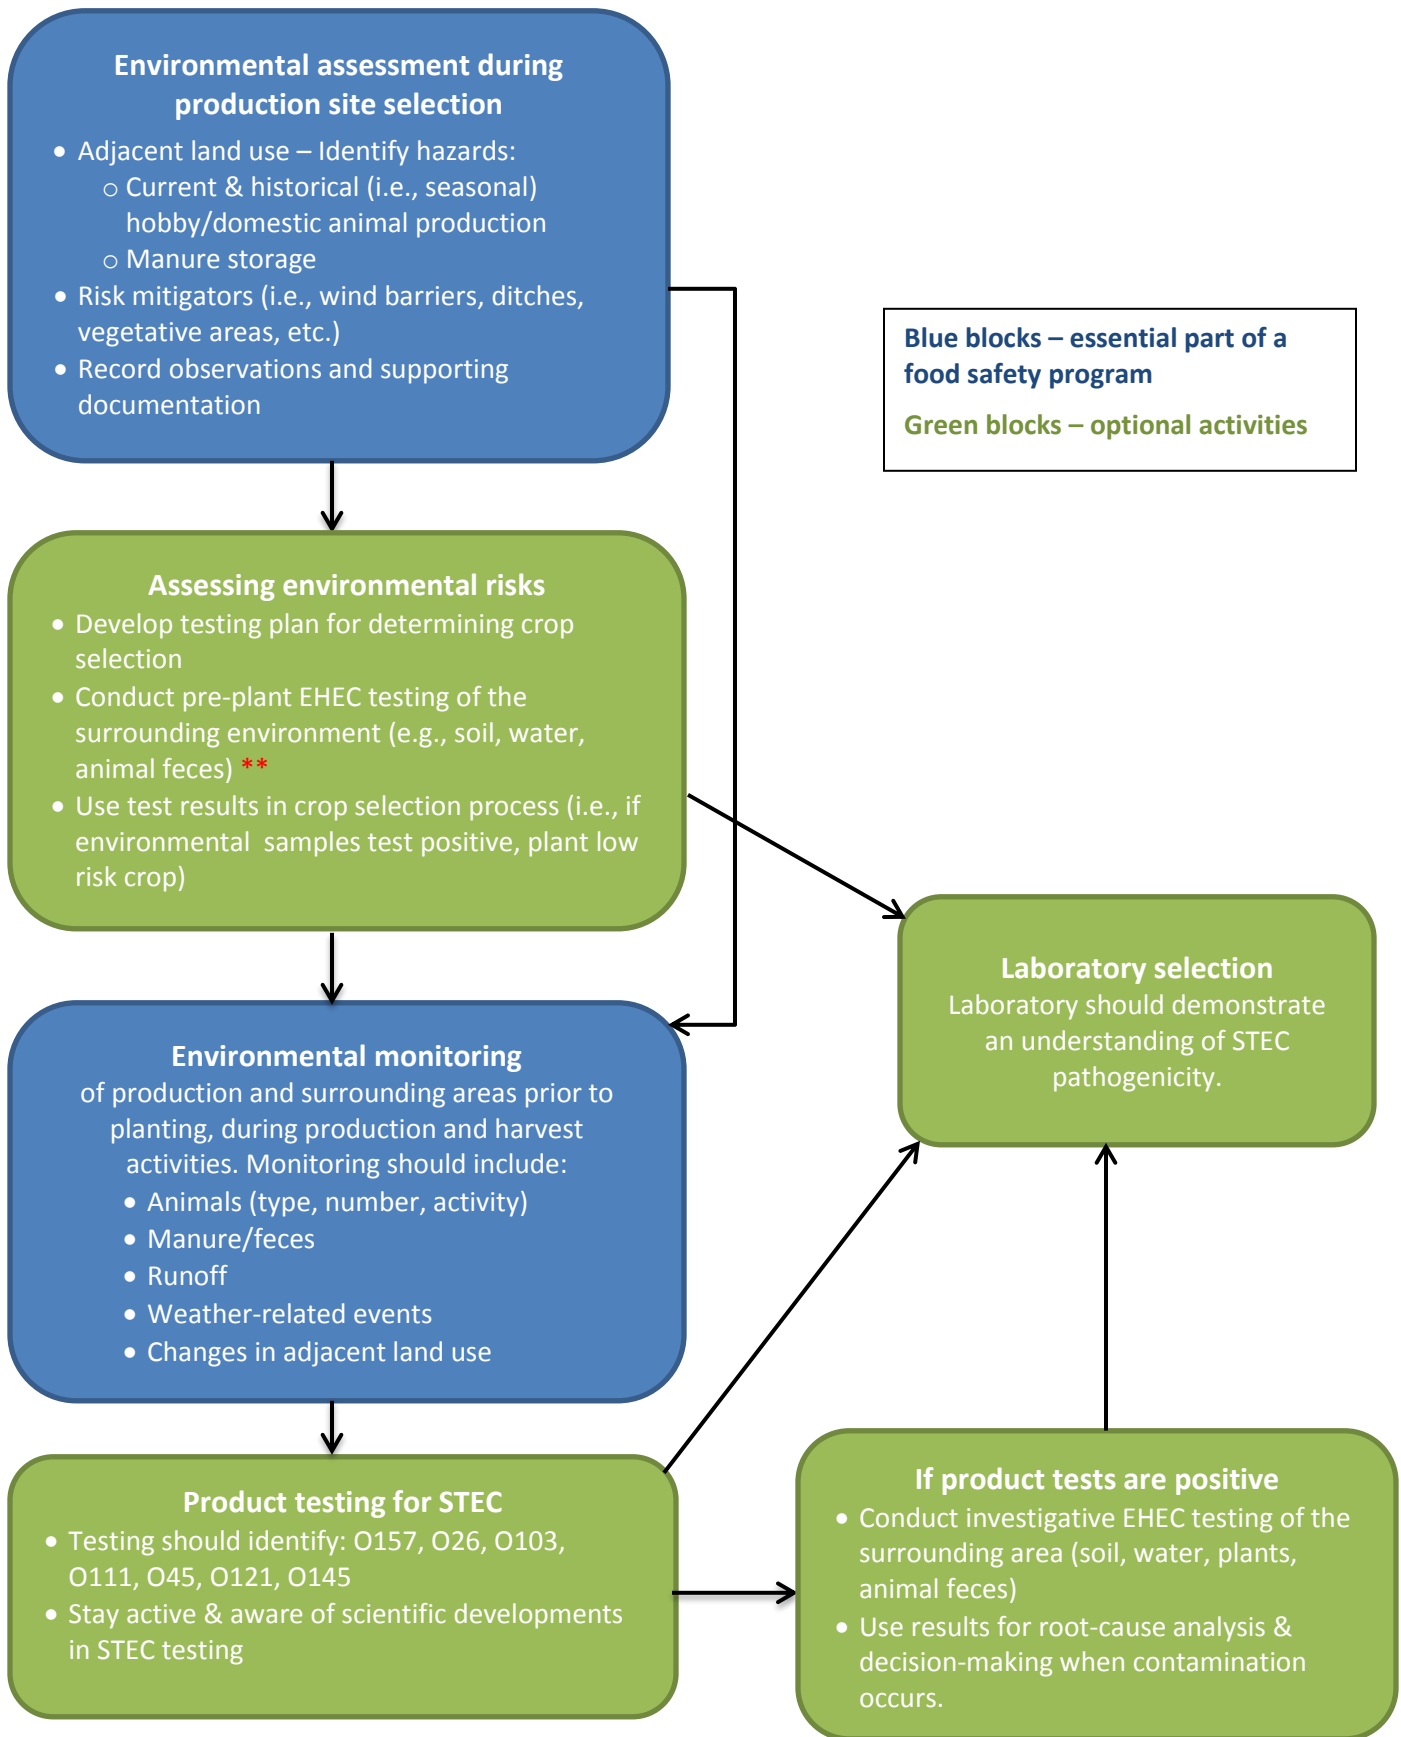 Environmental assessment during
production site selection
• Adjacent land use – Identify hazards:
o Current & historical (i.e., seasonal)
hobby/domestic animal production
o Manure storage
• Risk mitigators (i.e., wind barriers, ditches,
vegetative areas, etc.)
• Record observations and supporting
documentation
Blue blocks – essential part of a
food safety program
Green blocks – optional activities
Assessing environmental risks
• Develop testing plan for determining crop
selection
• Conduct pre-plant EHEC testing of the
surrounding environment (e.g., soil, water,
animal feces) **
• Use test results in crop selection process (i.e., if
environmental  samples test positive, plant low
risk crop)
Laboratory selection
Laboratory should demonstrate
an understanding of STEC
pathogenicity.
Environmental monitoring
of production and surrounding areas prior to
planting, during production and harvest
activities. Monitoring should include:
• Animals (type, number, activity)
• Manure/feces
• Runoff
• Weather-related events
• Changes in adjacent land use
Product testing for STEC
• Testing should identify: O157, O26, O103,
O111, O45, O121, O145
• Stay active & aware of scientific developments
in STEC testing
If product tests are positive
• Conduct investigative EHEC testing of the
surrounding area (soil, water, plants,
animal feces)
• Use results for root-cause analysis &
decision-making when contamination
occurs.